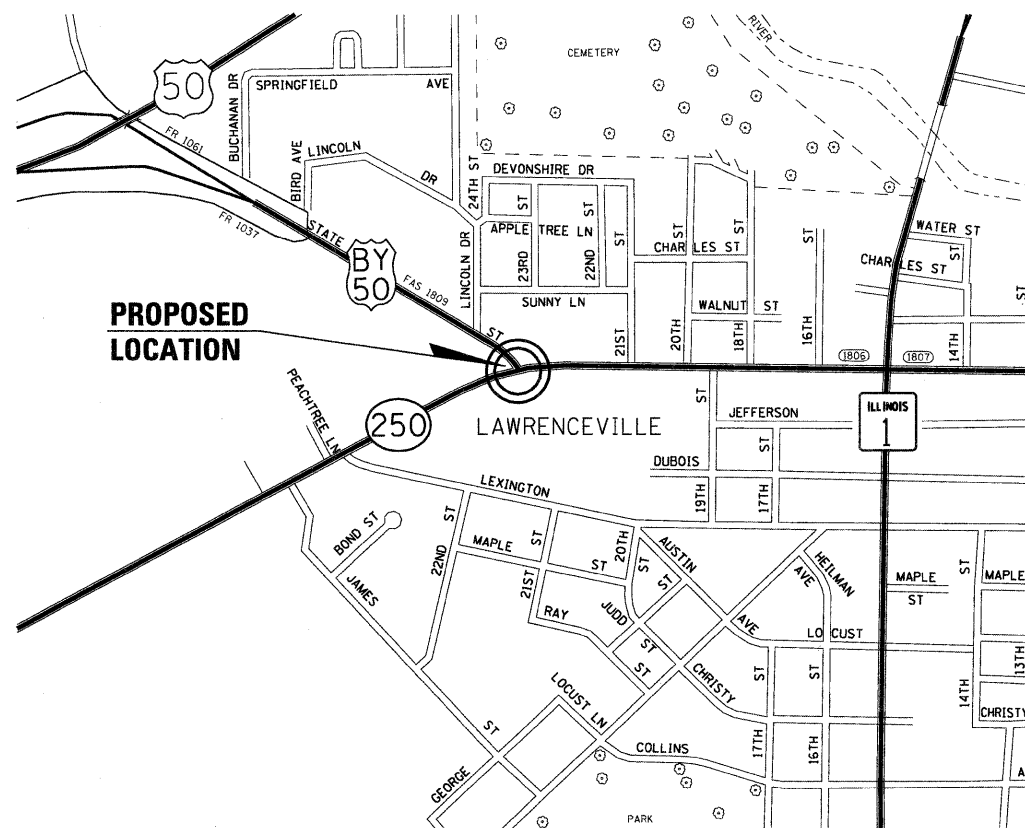 RIVER
CEMETERY
50
SPRINGFIELD AVE
BUCHANAN DR
FR 1061
BIRD AVE
LINCOLN DR
24TH ST
DEVONSHIRE DR
FR 1037
STATE ST
APPLE TREE LN
23RD ST
22ND ST
21ST ST
20TH ST
18TH ST
16TH ST
CHARLES ST
WATER ST
CHARLES ST
14TH ST
ST
BY
50
FAS 1809
LINCOLN DR
SUNNY LN
WALNUT ST
PROPOSED
LOCATION
1806
1807
PEACHTREE LN
250
LAWRENCEVILLE
ILLINOIS
1
JEFFERSON
DUBOIS
19TH ST
17TH ST
LEXINGTON
BOND ST
22ND ST
MAPLE ST
21ST ST
20TH ST
AUSTIN ST
HEILMAN AVE
MAPLE
ST
ST
MAPLE
JAMES ST
RAY ST
JUDD ST
AVE
LOCUST
CHRISTY
LOCUST LN
17TH ST
16TH ST
14TH
13TH
CHRISTY
COLLINS
GEORGE
PARK
A